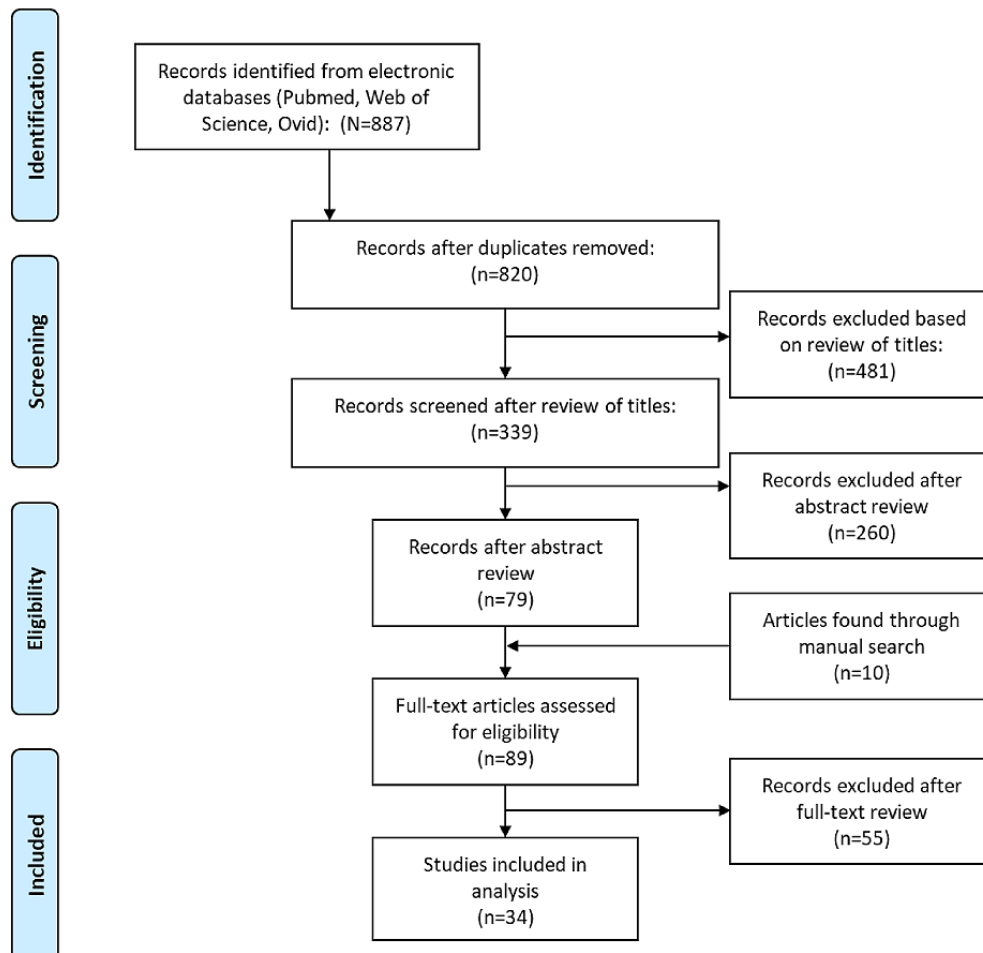 Identification
Records identified from electronic
databases (Pubmed, Web of
Science, Ovid):  (N=887)
Records after duplicates removed:
(n=820)
Screening
Records excluded based
on review of titles:
(n=481)
Records screened after review of titles:
(n=339)
Records excluded after
abstract review
(n=260)
Eligibility
Records after abstract
review
(n=79)
Articles found through
manual search
(n=10)
Full-text articles assessed
for eligibility
(n=89)
Included
Records excluded after
full-text review
(n=55)
Studies included in
analysis
(n=34)